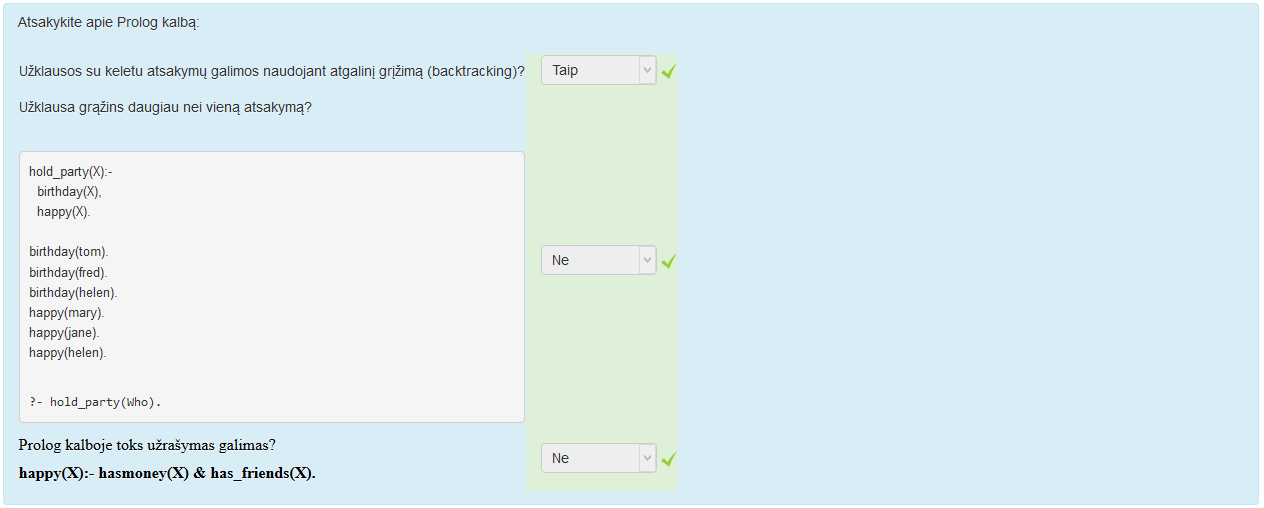 Atsakykite apie Prolog kalbą:
Užklausos su keletu atsakymų galimos naudojant atgalinį grįžimą (backtracking)?
Taip
Užklausa grąžins daugiau nei vieną atsakymą?
hold_party(X):-
birthday(X),
happy(X).
birthday(tom).
birthday(fred).
birthday(helen).
happy(mary).
happy(jane).
happy(helen).
?- hold_party(Who).
Ne
Prolog kalboje toks užrašymas galimas?
happy(X):- hasmoney(X) & has_friends(X).
Ne